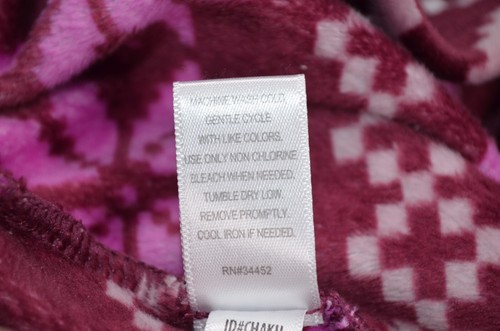 MACHINE WASH COLD.
GENTLE CYCLE
WITH LIKE COLORS.
USE ONLY NON CHLORINE
BLEACH WHEN NEEDED.
TUMBLE DRY LOW.
REMOVE PROMPTLY.
COOL IRON IF NEEDED.
RN#34452